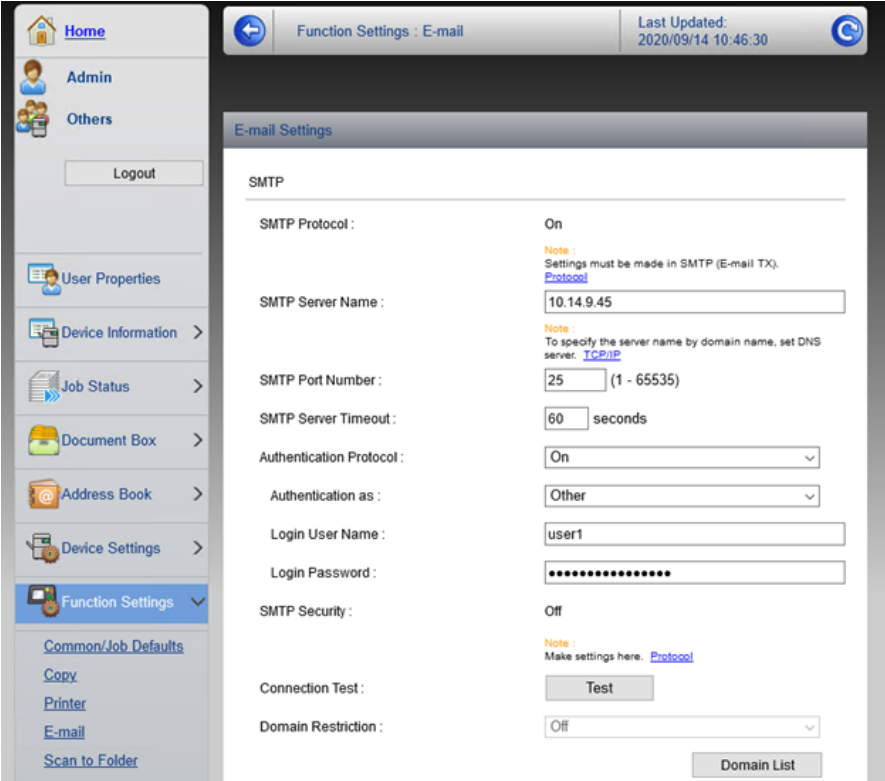 Home
Admin
Others
Logout
User Properties
Device Information
Job Status
Document Box
Address Book
Device Settings
Function Settings
Common/Job Defaults
Copy
Printer
E-mail
Scan to Folder
Function Settings : E-mail
Last Updated:
2020/09/14 10:46:30
E-mail Settings
SMTP
SMTP Protocol : On
Note :
Settings must be made in SMTP (E-mail TX).
Protocol
SMTP Server Name : 10.14.9.45
Note :
To specify the server name by domain name, set DNS
server. TCP/IP
SMTP Port Number : 25 (1 - 65535)
SMTP Server Timeout : 60 seconds
Authentication Protocol : On
Authentication as : Other
Login User Name : user1
Login Password : ••••••••••••••••
SMTP Security : Off
Note :
Make settings here. Protocol
Connection Test : Test
Domain Restriction : Off
Domain List